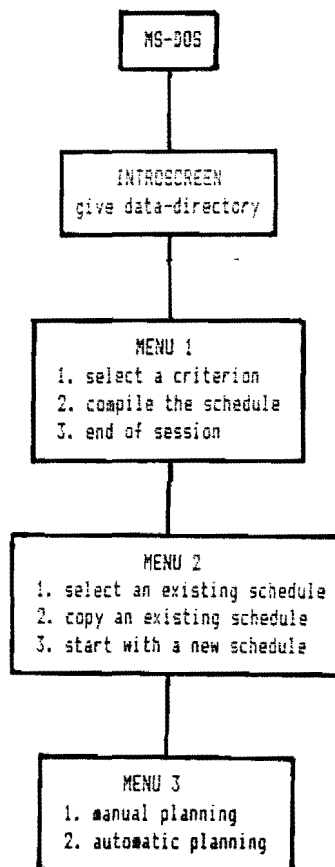 MS-DOS
INTROSCREEN
give data-directory
MENU 1
1. select a criterion
2. compile the schedule
3. end of session
MENU 2
1. select an existing schedule
2. copy an existing schedule
3. start with a new schedule
MENU 3
1. manual planning
2. automatic planning